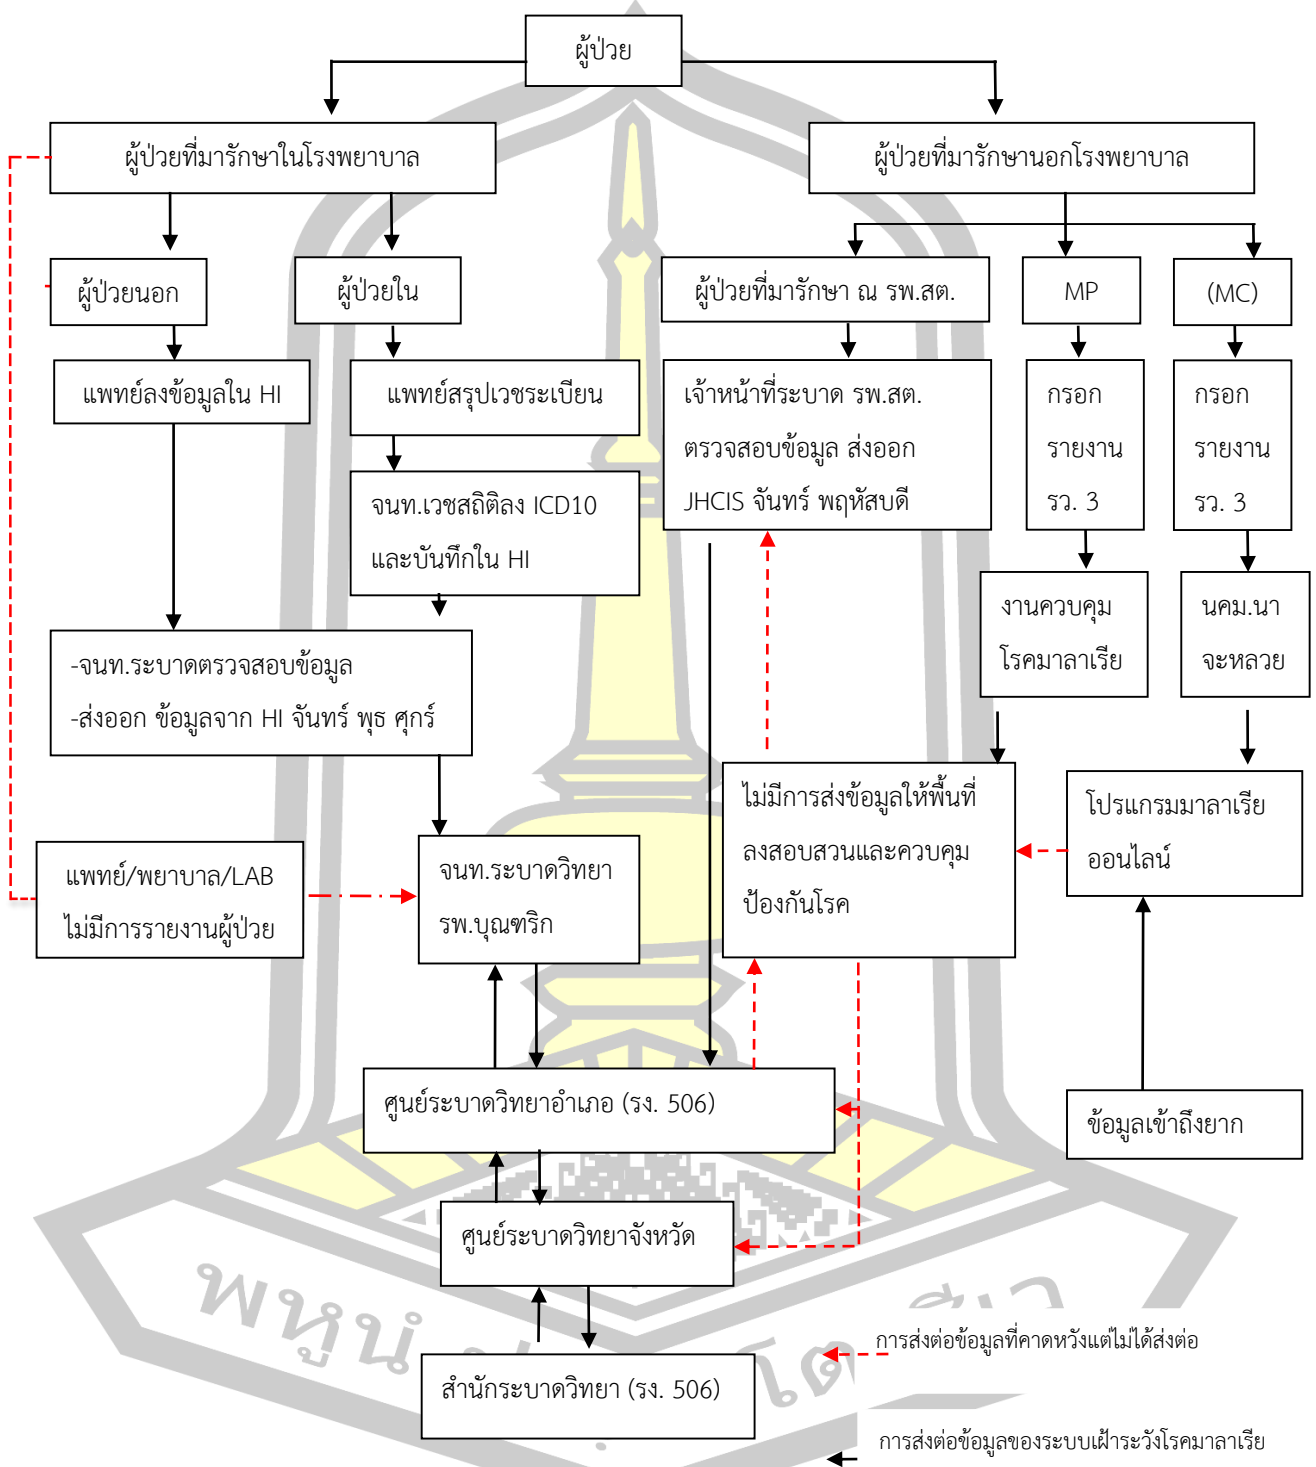 ผู้ป่วย
ผู้ป่วยที่มารักษาในโรงพยาบาล
ผู้ป่วยที่มารักษานอกโรงพยาบาล
ผู้ป่วยนอก
ผู้ป่วยใน
ผู้ป่วยที่มารักษา ณ รพ.สต.
MP
(MC)
แพทย์ลงข้อมูลใน HI
แพทย์สรุปเวชระเบียน
เจ้าหน้าที่ระบาด รพ.สต.
ตรวจสอบข้อมูล ส่งออก
JHCIS จันทร์ พฤหัสบดี
กรอก
รายงาน
รว. 3
กรอก
รายงาน
รว. 3
จนท.เวชสถิติลง ICD10
และบันทึกใน HI
งานควบคุม
โรคมาลาเรีย
นคม.นา
จะหลวย
-จนท.ระบาดตรวจสอบข้อมูล
-ส่งออก ข้อมูลจาก HI จันทร์ พุธ ศุกร์
ไม่มีการส่งข้อมูลให้พื้นที่
ลงสอบสวนและควบคุม
ป้องกันโรค
โปรแกรมมาลาเรีย
ออนไลน์
แพทย์/พยาบาล/LAB
ไม่มีการรายงานผู้ป่วย
จนท.ระบาดวิทยา
รพ.บุณฑริก
ศูนย์ระบาดวิทยาอำเภอ (รง. 506)
ข้อมูลเข้าถึงยาก
ศูนย์ระบาดวิทยาจังหวัด
พหูนํ
โต
สำนักระบาดวิทยา (รง. 506)
การส่งต่อข้อมูลที่คาดหวังแต่ไม่ได้ส่งต่อ
การส่งต่อข้อมูลของระบบเฝ้าระวังโรคมาลาเรีย